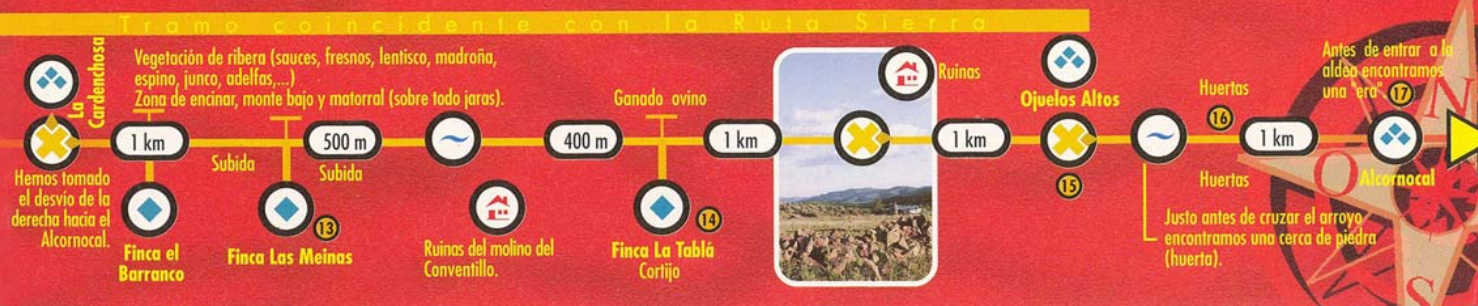 Tramo coincidente con la Ruta Sierra
La
Cardenchosa
Hemos tomado
el desvio de la
derecha hacia el
Alcornocal.
1 km
Vegetación de ribera (sauces, fresnos, lentisco, madroña,
espino, junco, adelfas,...)
Zona de encinar, monte bajo y matorral (sobre todo jaras).
Finca el
Barranco
Subida
Finca Las Meinas
13
500 m
Subida
Ruinas del molino del
Conventillo.
400 m
Ganado ovino
Finca La Tablá
Cortijo
14
1 km
Ruinas
1 km
Ojuelos Altos
15
Huertas
16
Huertas
Justo antes de cruzar el arroyo
encontramos una cerca de piedra
(huerta).
1 km
Antes de entrar a la
aldea encontramos
una "era".
17
Alcornocal
N
O
S